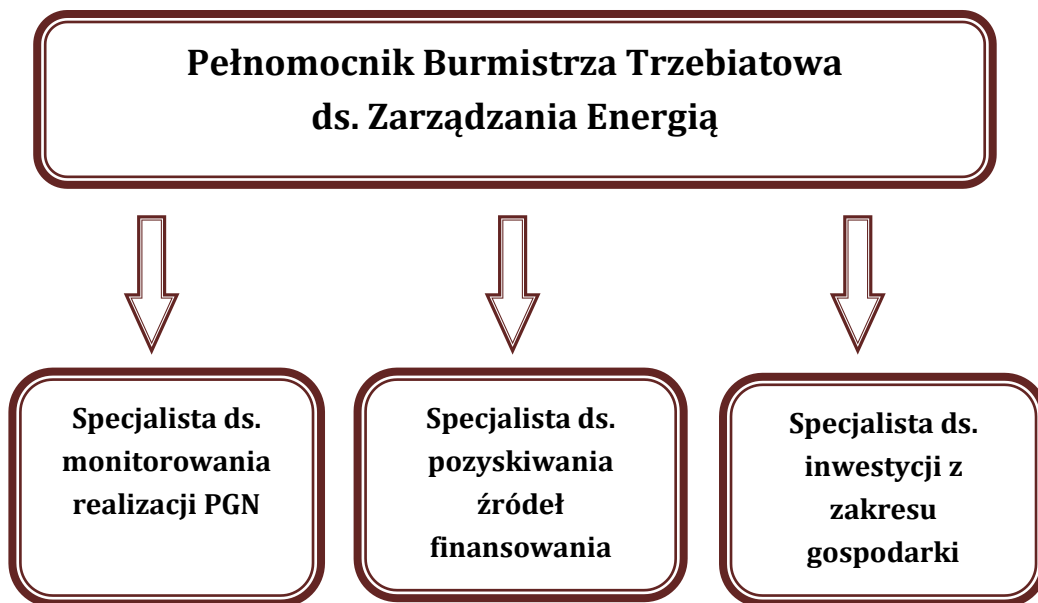 Pełnomocnik Burmistrza Trzebiatowa
ds. Zarządzania Energią
Specjalista ds.
monitorowania
realizacji PGN
Specjalista ds.
pozyskiwania
źródeł
finansowania
Specjalista ds.
inwestycji z
zakresu
gospodarki